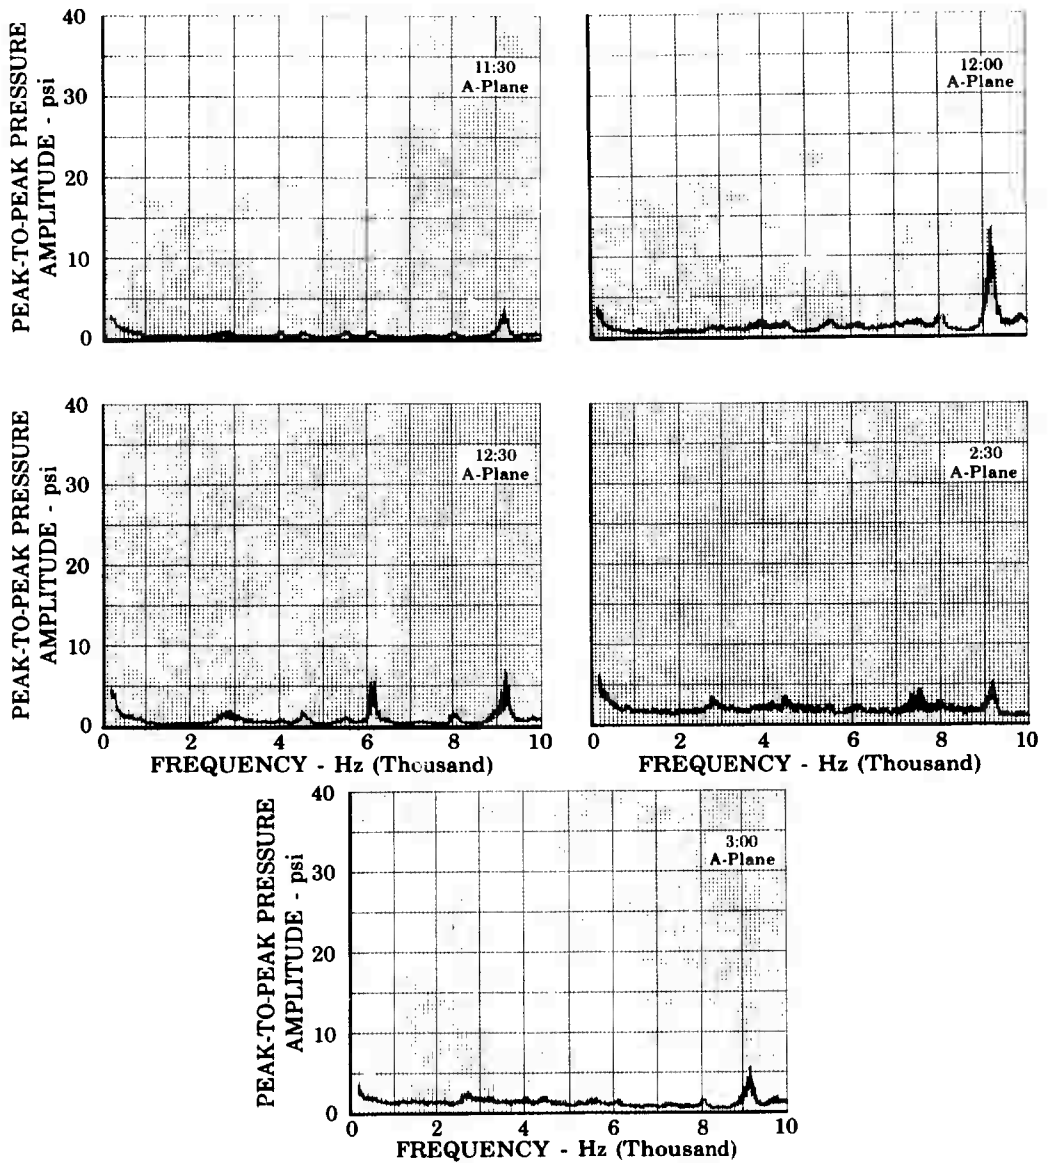 PEAK-TO-PEAK PRESSURE
AMPLITUDE - psi
40
30
20
10
0
11:30
A-Plane
12:00
A-Plane
PEAK-TO-PEAK PRESSURE
AMPLITUDE - psi
40
30
20
10
0
12:30
A-Plane
0 2 4 6 8 10
FREQUENCY - Hz (Thousand)
2:30
A-Plane
0 2 4 6 8 10
FREQUENCY - Hz (Thousand)
PEAK-TO-PEAK PRESSURE
AMPLITUDE - psi
40
30
20
10
0
3:00
A-Plane
0 2 4 6 8 10
FREQUENCY - Hz (Thousand)